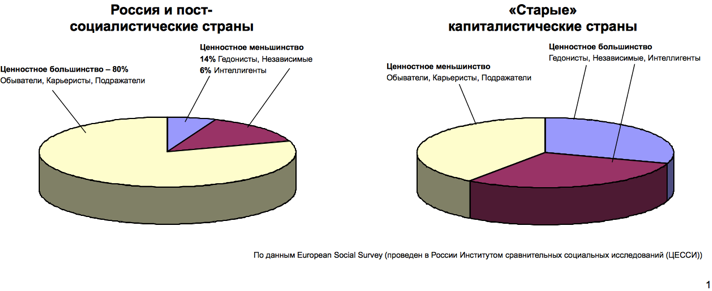 Россия и пост-
социалистические страны
Ценностное большинство – 80%
Обыватели, Карьеристы, Подражатели
Ценностное меньшинство
14% Гедонисты, Независимые
6% Интеллигенты
«Старые»
капиталистические страны
Ценностное меньшинство
Обыватели, Карьеристы, Подражатели
Ценностное большинство
Гедонисты, Независимые, Интеллигенты
По данным European Social Survey (проведен в России Институтом сравнительных социальных исследований (ЦЕССИ))
1